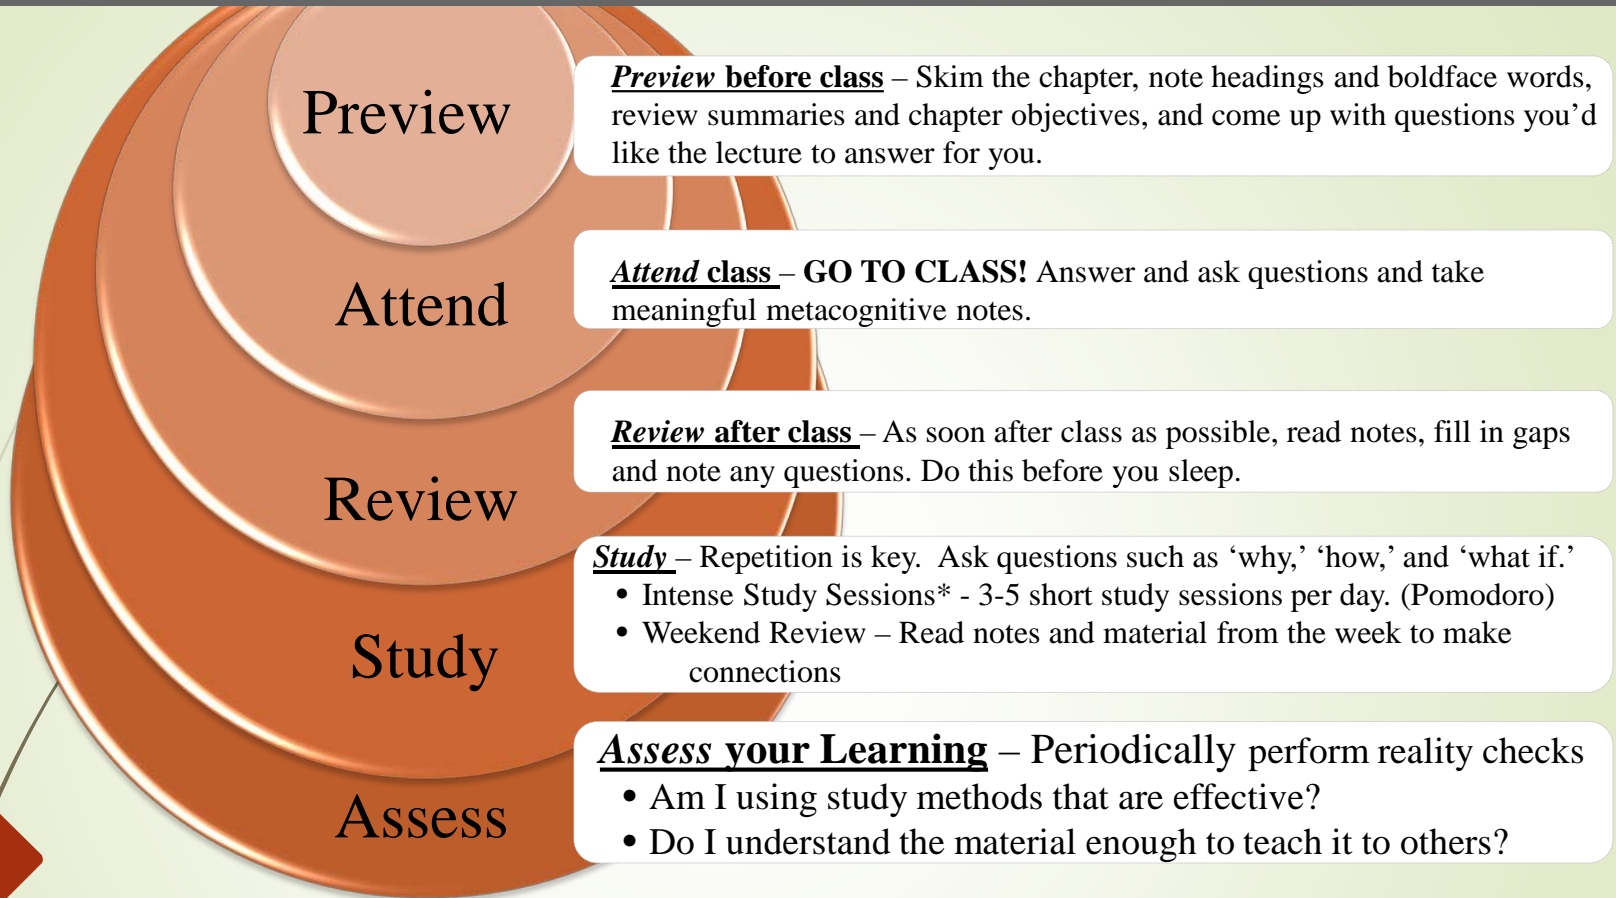 Preview
Preview before class – Skim the chapter, note headings and boldface words,
review summaries and chapter objectives, and come up with questions you’d
like the lecture to answer for you.
Attend
Attend class – GO TO CLASS! Answer and ask questions and take
meaningful metacognitive notes.
Review
Review after class – As soon after class as possible, read notes, fill in gaps
and note any questions. Do this before you sleep.
Study
Study – Repetition is key.  Ask questions such as ‘why,’ ‘how,’ and ‘what if.’
• Intense Study Sessions* - 3-5 short study sessions per day. (Pomodoro)
• Weekend Review – Read notes and material from the week to make
connections
Assess
Assess your Learning – Periodically perform reality checks
• Am I using study methods that are effective?
• Do I understand the material enough to teach it to others?